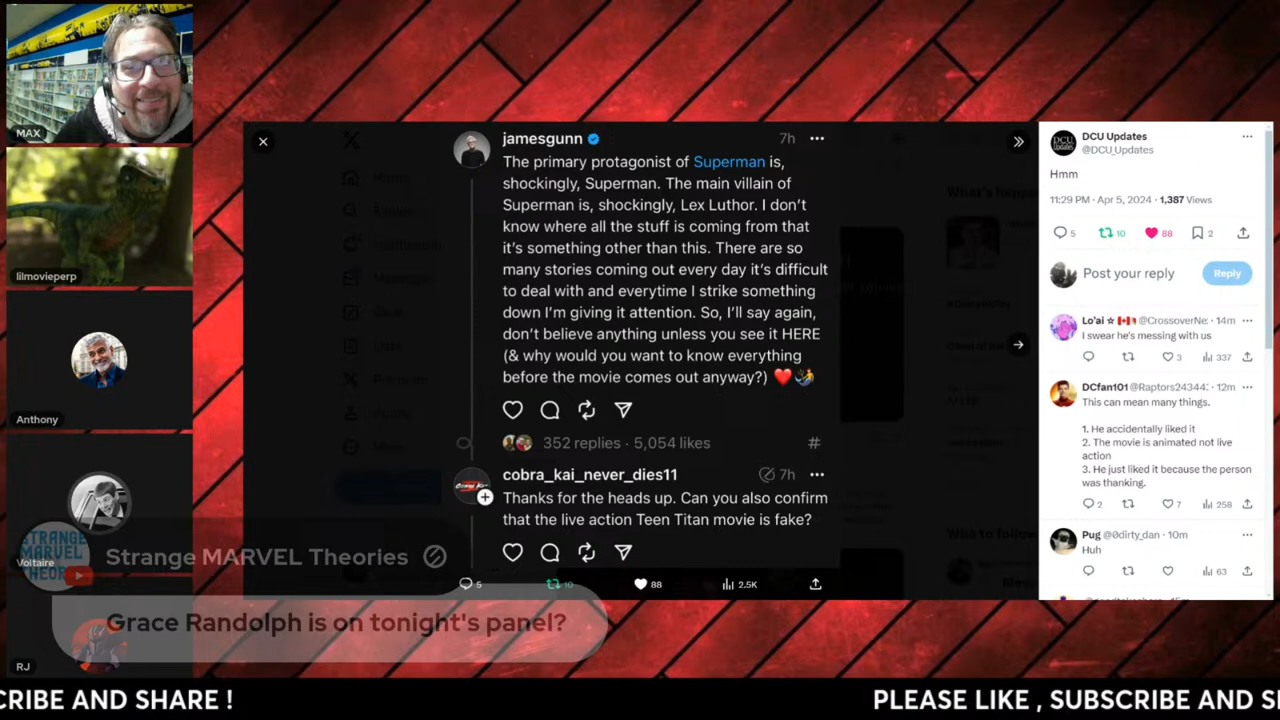 MAX
lilmovieperp
Anthony
Voltaire
RJ
jamesgunn 7h
The primary protagonist of Superman is,
shockingly, Superman. The main villain of
Superman is, shockingly, Lex Luthor. I don't
know where all the stuff is coming from that
it's something other than this. There are so
many stories coming out every day it's difficult
to deal with and everytime I strike something
down I'm giving it attention. So, I'll say again,
don't believe anything unless you see it HERE
(& why would you want to know everything
before the movie comes out anyway?) ❤️
352 replies · 5,054 likes #
cobra_kai_never_dies11 7h
Thanks for the heads up. Can you also confirm
that the live action Teen Titan movie is fake?
5 10 88 2.5K
DCU Updates
@DCU_Updates
Hmm
11:29 PM · Apr 5, 2024 · 1,387 Views
5 10 88 2
Post your reply Reply
Lo'ai ☆ @CrossoverNe: · 14m
I swear he's messing with us
3 337
DCfan101 @Raptors24344: · 12m
This can mean many things.
1. He accidentally liked it
2. The movie is animated not live
action
3. He just liked it because the person
was thanking.
2 7 258
Pug @0dirty_dan · 10m
Huh
63
STRANGE
MARVEL
THEORIES
Strange MARVEL Theories
Grace Randolph is on tonight's panel?
CRIBE AND SHARE ! PLEASE LIKE , SUBSCRIBE AND S